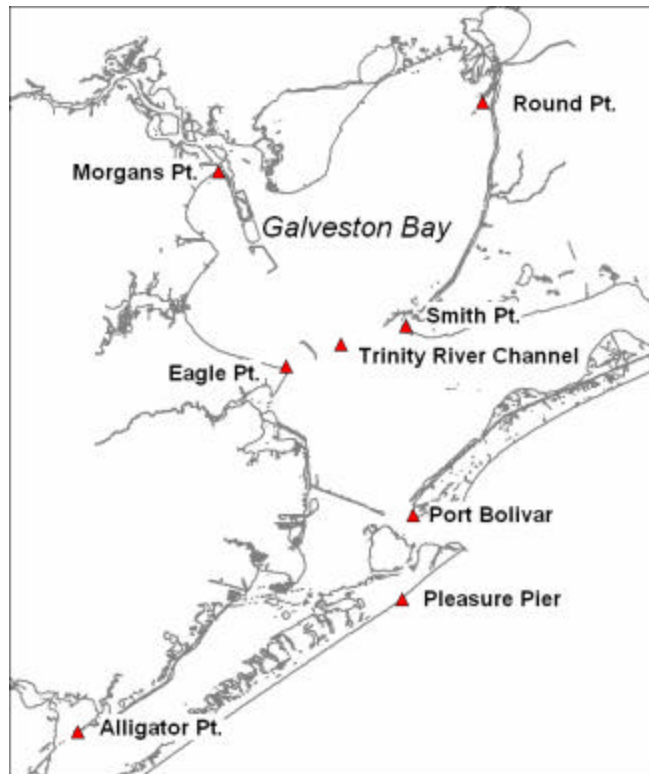 Round Pt.
Morgans Pt.
Galveston Bay
Smith Pt.
Trinity River Channel
Eagle Pt.
Port Bolivar
Pleasure Pier
Alligator Pt.